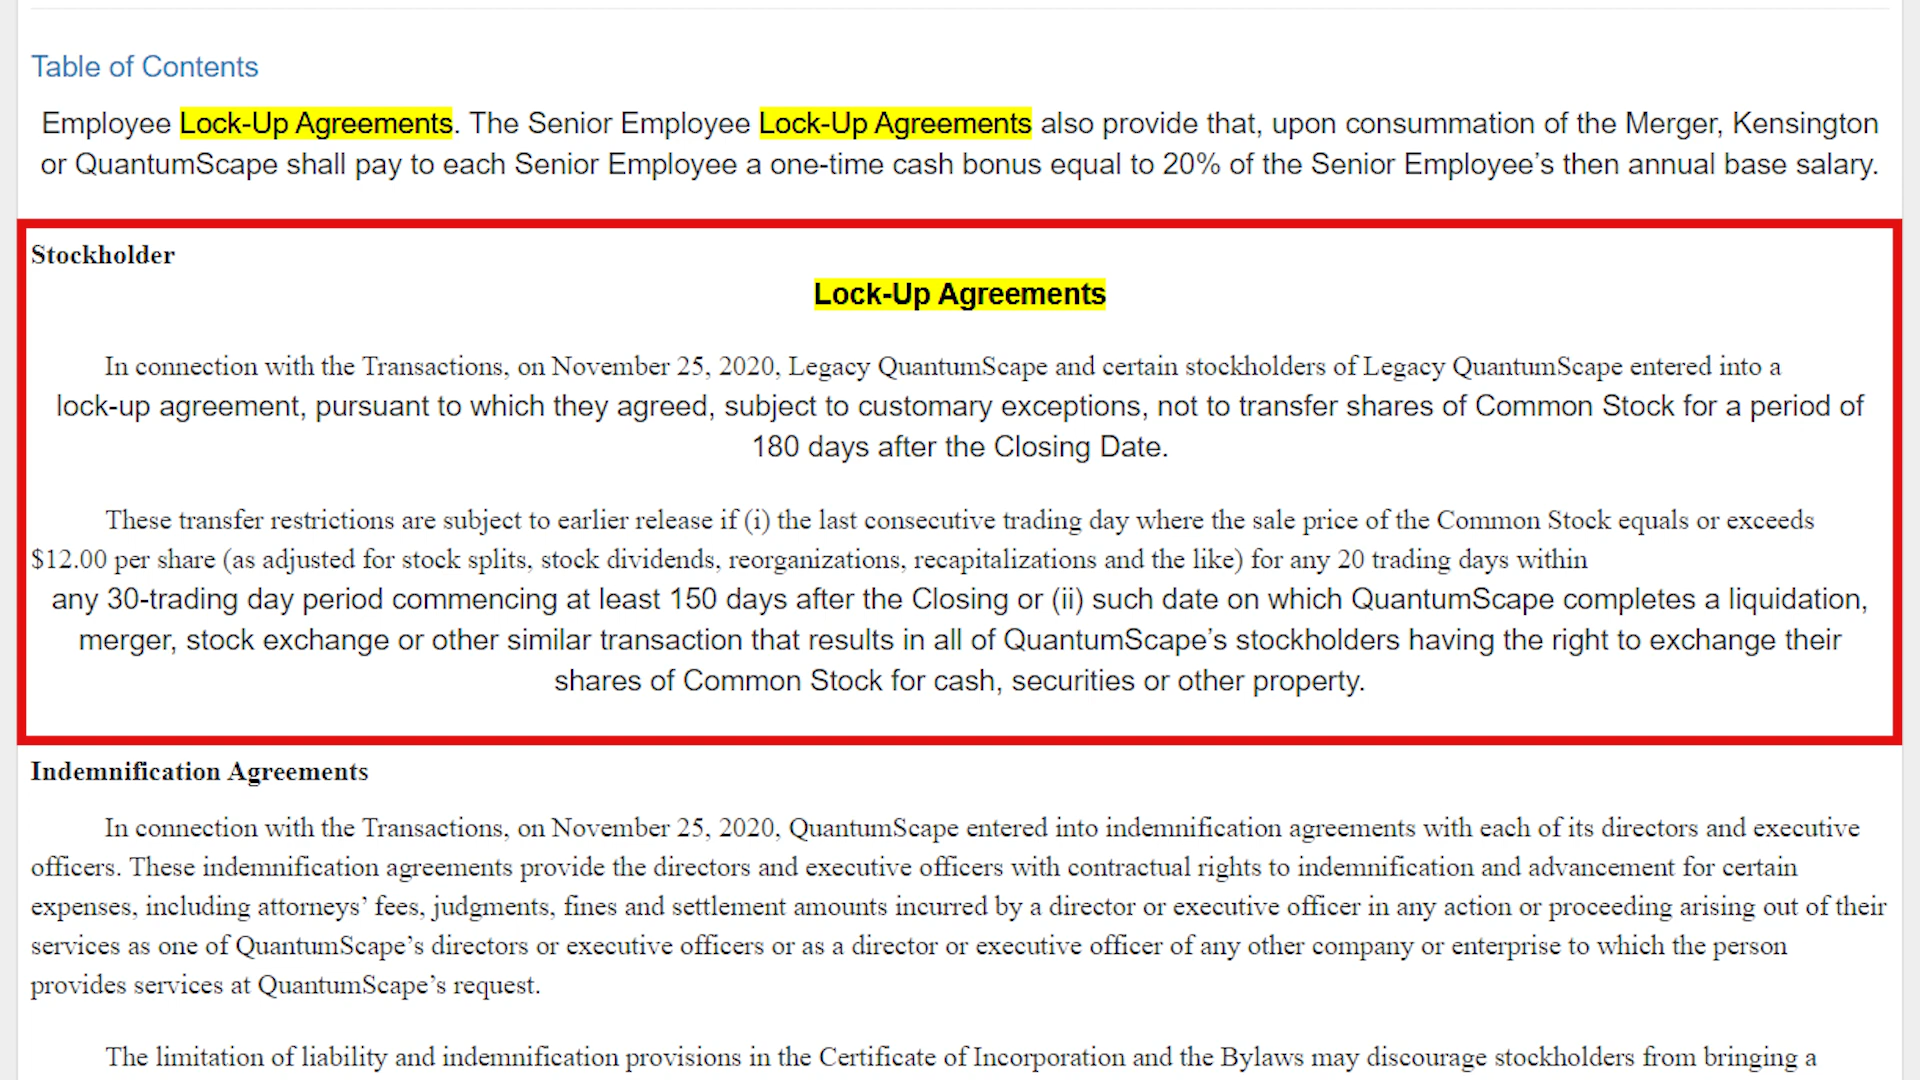 Table of Contents
Employee Lock-Up Agreements. The Senior Employee Lock-Up Agreements also provide that, upon consummation of the Merger, Kensington
or QuantumScape shall pay to each Senior Employee a one-time cash bonus equal to 20% of the Senior Employee’s then annual base salary.
Stockholder
Lock-Up Agreements
In connection with the Transactions, on November 25, 2020, Legacy QuantumScape and certain stockholders of Legacy QuantumScape entered into a
lock-up agreement, pursuant to which they agreed, subject to customary exceptions, not to transfer shares of Common Stock for a period of
180 days after the Closing Date.
These transfer restrictions are subject to earlier release if (i) the last consecutive trading day where the sale price of the Common Stock equals or exceeds
$12.00 per share (as adjusted for stock splits, stock dividends, reorganizations, recapitalizations and the like) for any 20 trading days within
any 30-trading day period commencing at least 150 days after the Closing or (ii) such date on which QuantumScape completes a liquidation,
merger, stock exchange or other similar transaction that results in all of QuantumScape’s stockholders having the right to exchange their
shares of Common Stock for cash, securities or other property.
Indemnification Agreements
In connection with the Transactions, on November 25, 2020, QuantumScape entered into indemnification agreements with each of its directors and executive
officers. These indemnification agreements provide the directors and executive officers with contractual rights to indemnification and advancement for certain
expenses, including attorneys’ fees, judgments, fines and settlement amounts incurred by a director or executive officer in any action or proceeding arising out of their
services as one of QuantumScape’s directors or executive officers or as a director or executive officer of any other company or enterprise to which the person
provides services at QuantumScape’s request.
The limitation of liability and indemnification provisions in the Certificate of Incorporation and the Bylaws may discourage stockholders from bringing a